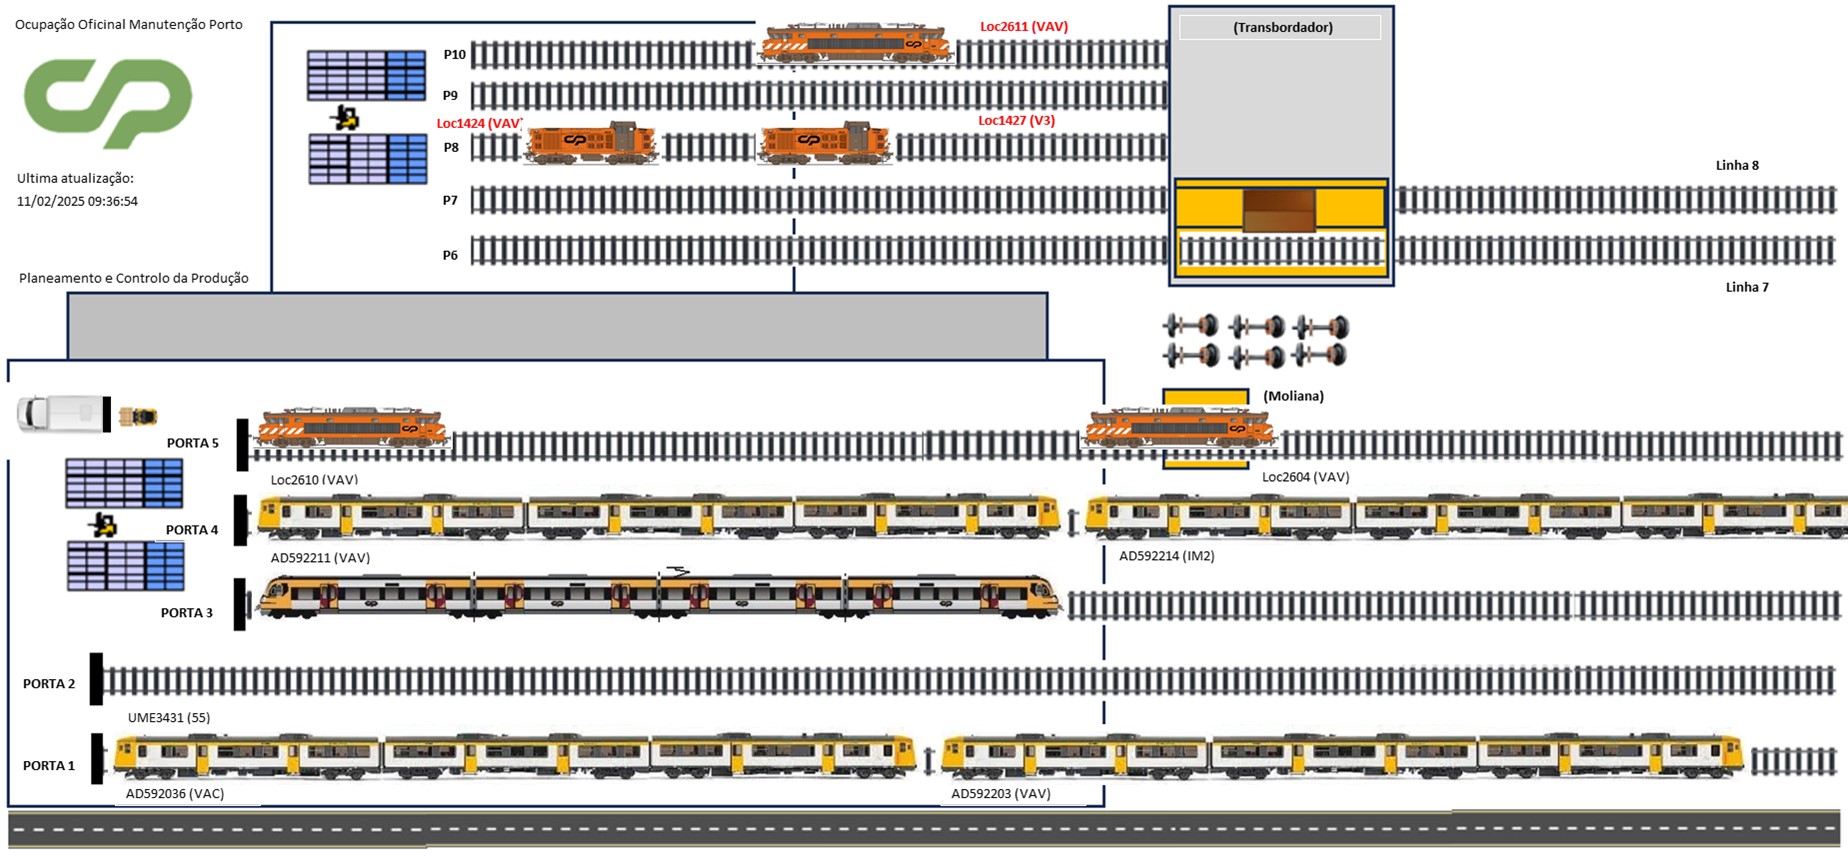 Ocupação Oficinal Manutenção Porto
CP
Ultima atualização:
11/02/2025 09:36:54
Planeamento e Controlo da Produção
P10
Loc2611 (VAV)
(Transbordador)
P9
Loc1424 (VAV)
Loc1427 (V3)
P8
Linha 8
P7
P6
Linha 7
(Moliana)
PORTA 5
Loc2610 (VAV)
Loc2604 (VAV)
PORTA 4
AD592211 (VAV)
AD592214 (IM2)
PORTA 3
PORTA 2
UME3431 (55)
PORTA 1
AD592036 (VAC)
AD592203 (VAV)